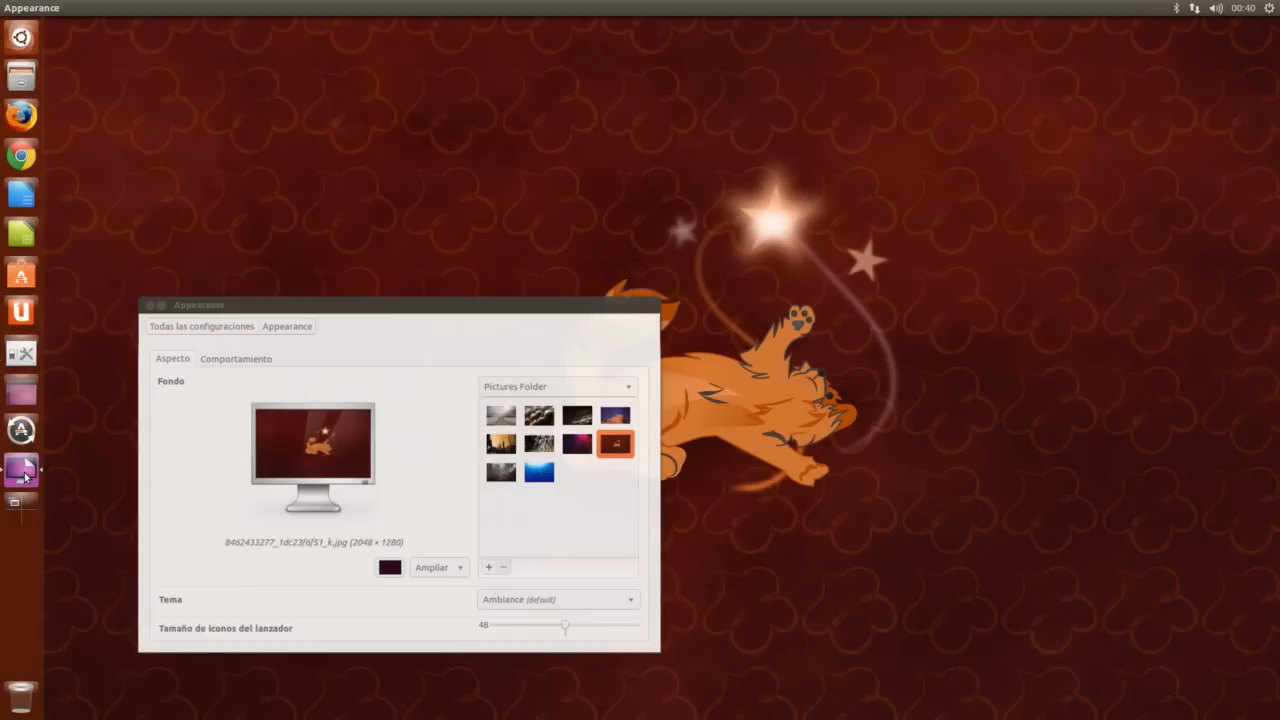 Appearance
00:40
Appearance
Todas las configuraciones Appearance
Aspecto Comportamiento
Fondo
Pictures Folder
8462433277_1dc23f6f51_k.jpg (2048 × 1280)
Ampliar
+ −
Tema
Ambiance (default)
Tamaño de iconos del lanzador
48